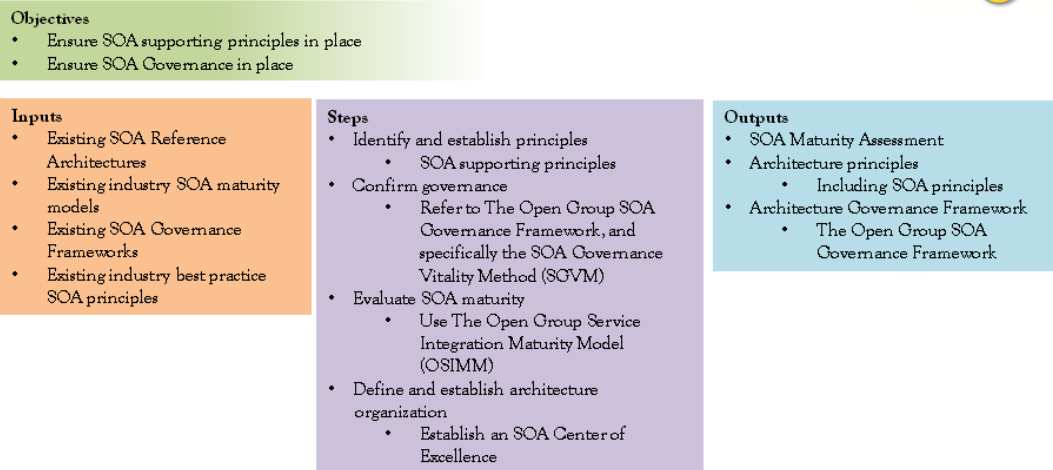 Objectives
• Ensure SOA supporting principles in place
• Ensure SOA Governance in place
Inputs
• Existing SOA Reference
Architectures
• Existing industry SOA maturity
models
• Existing SOA Governance
Frameworks
• Existing industry best practice
SOA principles
Steps
• Identify and establish principles
• SOA supporting principles
• Confirm governance
• Refer to The Open Group SOA
Governance Framework, and
specifically the SOA Governance
Vitality Method (SGVM)
• Evaluate SOA maturity
• Use The Open Group Service
Integration Maturity Model
(OSIMM)
• Define and establish architecture
organization
• Establish an SOA Center of
Excellence
Outputs
• SOA Maturity Assessment
• Architecture principles
• Including SOA principles
• Architecture Governance Framework
• The Open Group SOA
Governance Framework